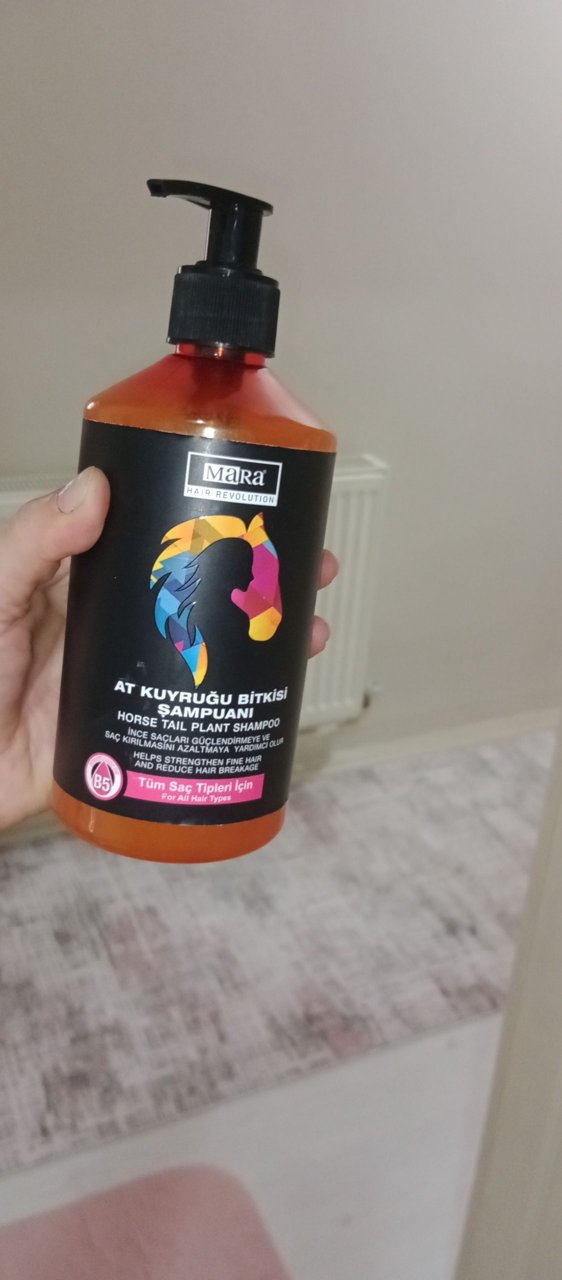 MaRa
HAIR REVOLUTION
AT KUYRUĞU BİTKİSİ
ŞAMPUANI
HORSE TAIL PLANT SHAMPOO
İNCE SAÇLARI GÜÇLENDİRMEYE VE
SAÇ KIRILMASINI AZALTMAYA YARDIMCI OLUR
HELPS STRENGTHEN FINE HAIR
AND REDUCE HAIR BREAKAGE
B5
Tüm Saç Tipleri İçin
For All Hair Types